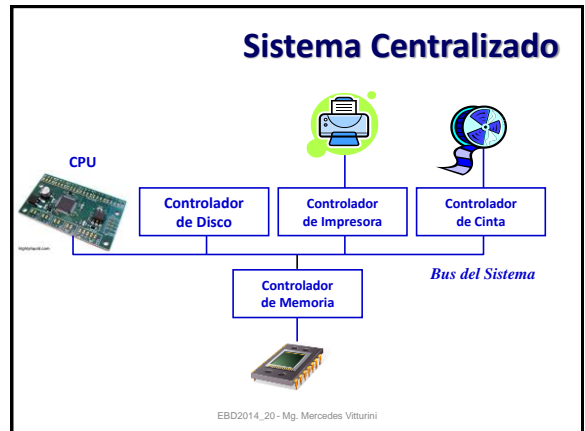 Sistema Centralizado
CPU
Controlador
de Disco
Controlador
de Impresora
Controlador
de Cinta
Bus del Sistema
Controlador
de Memoria
EBD2014_20 - Mg. Mercedes Vitturini